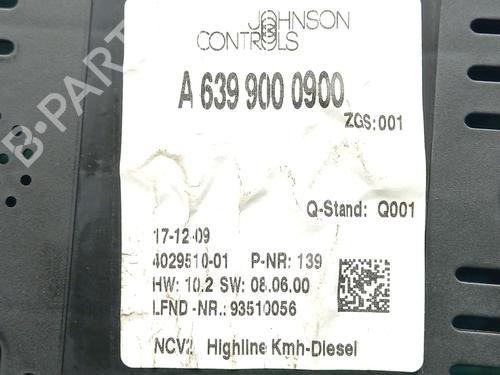 JOHNSON
CONTROLS
A 639 900 0900
ZGS:001
Q-Stand: Q001
17-12-09
4029510-01 P-NR: 139
HW: 10.2 SW: 08.06.00
LFND-NR.: 93510056
NCV2 Highline Kmh-Diesel
B-Parts